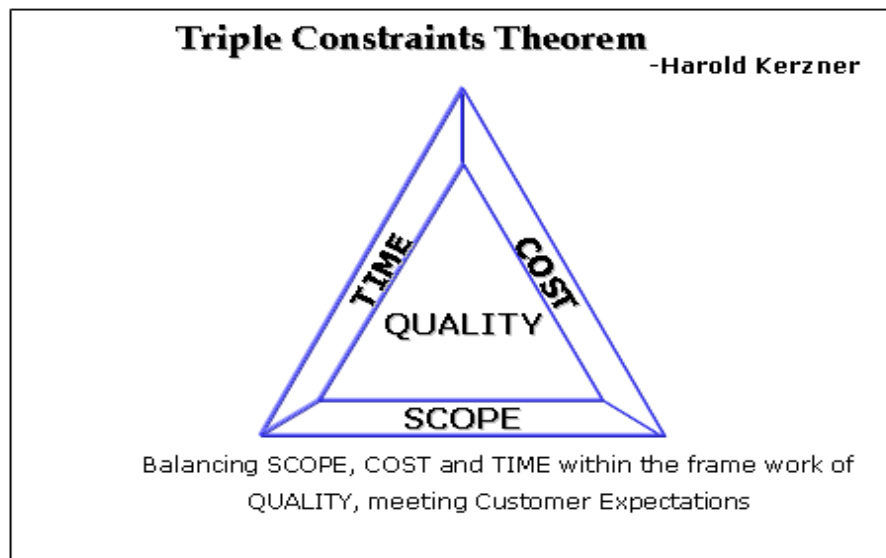 Triple Constraints Theorem
-Harold Kerzner
TIME
COST
QUALITY
SCOPE
Balancing SCOPE, COST and TIME within the frame work of
QUALITY, meeting Customer Expectations